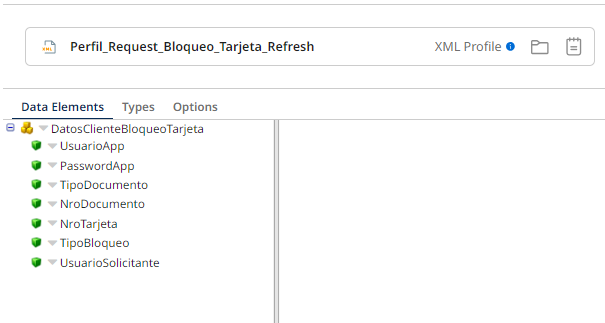 XML Perfil_Request_Bloqueo_Tarjeta_Refresh XML Profile i
Data Elements Types Options
DatosClienteBloqueoTarjeta
UsuarioApp
PasswordApp
TipoDocumento
NroDocumento
NroTarjeta
TipoBloqueo
UsuarioSolicitante